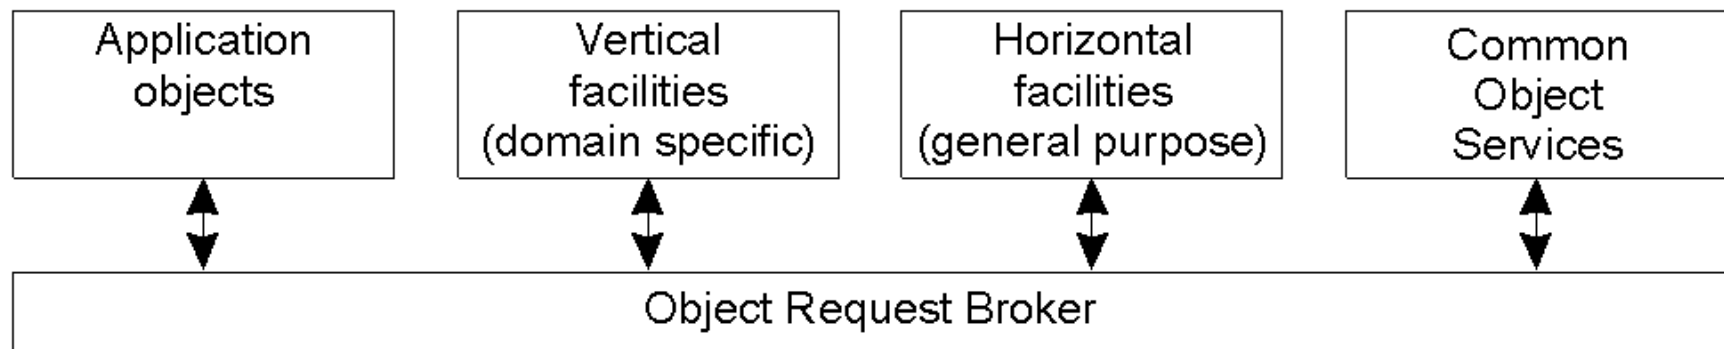 Application
objects
Vertical
facilities
(domain specific)
Horizontal
facilities
(general purpose)
Common
Object
Services
Object Request Broker